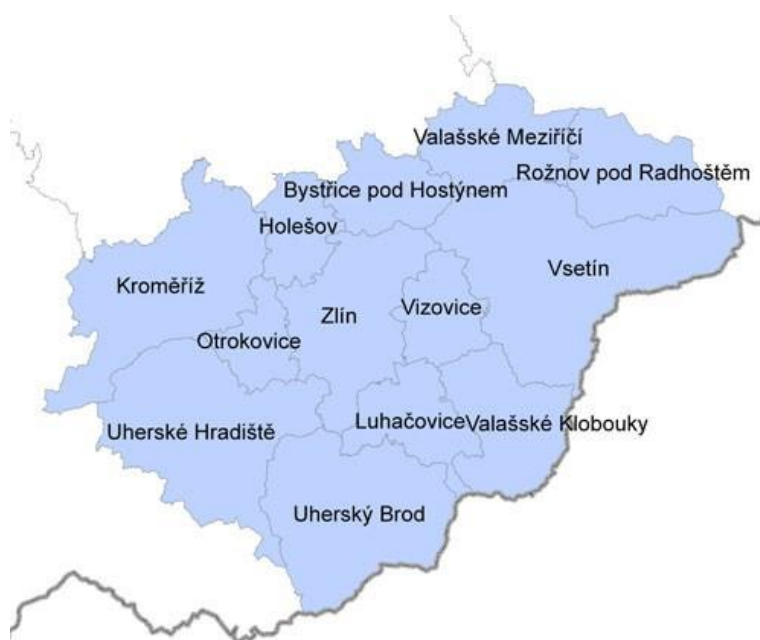 Valašské Meziříčí
Rožnov pod Radhoštěm
Bystřice pod Hostýnem
Holešov
Vsetín
Kroměříž
Vizovice
Zlín
Otrokovice
Luhačovice
Valašské Klobouky
Uherské Hradiště
Uherský Brod